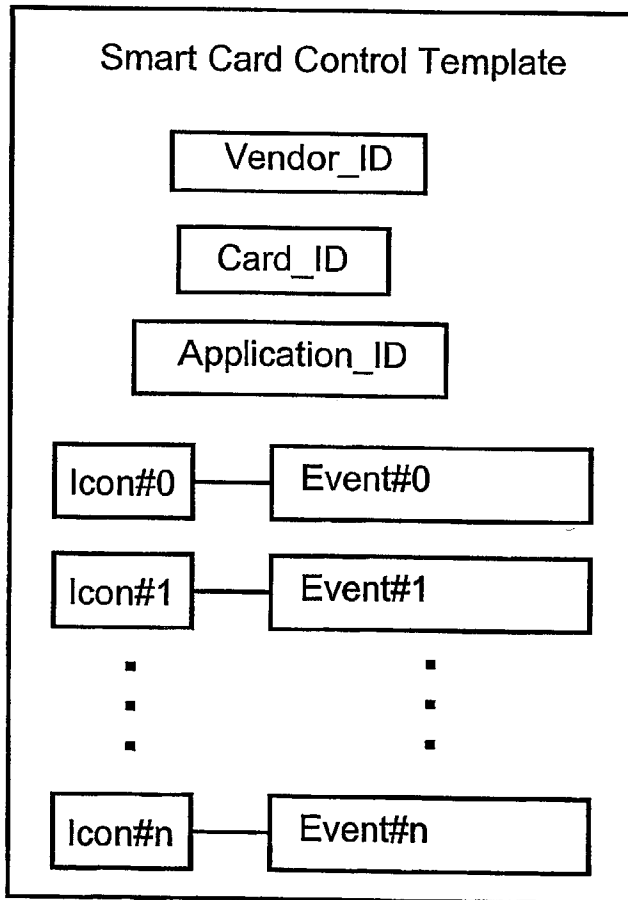 Smart Card Control Template
Vendor_ID
Card_ID
Application_ID
Icon#0 Event#0
Icon#1 Event#1
Icon#n Event#n